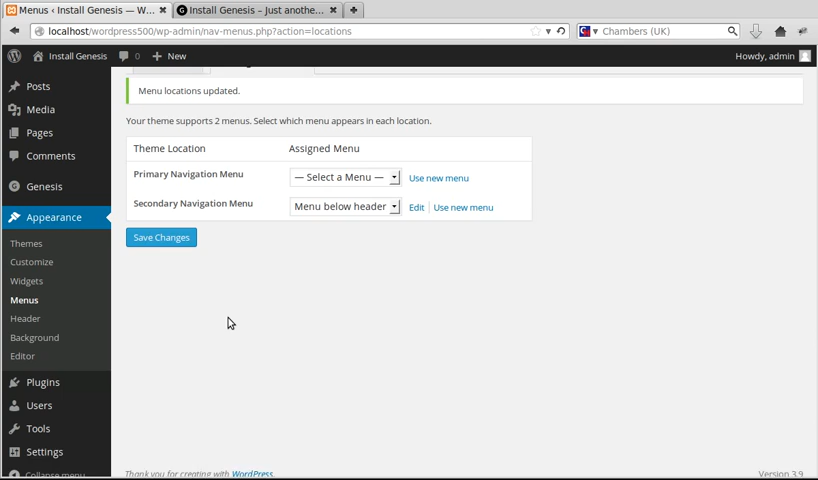 Menus ‹ Install Genesis — W...
Install Genesis – Just anothe...
localhost/wordpress500/wp-admin/nav-menus.php?action=locations
Chambers (UK)
Install Genesis
0
New
Howdy, admin
Posts
Media
Pages
Comments
Genesis
Appearance
Themes
Customize
Widgets
Menus
Header
Background
Editor
Plugins
Users
Tools
Settings
Collapse menu
Menu locations updated.
Your theme supports 2 menus. Select which menu appears in each location.
Theme Location Assigned Menu
Primary Navigation Menu — Select a Menu — Use new menu
Secondary Navigation Menu Menu below header Edit | Use new menu
Save Changes
Thank you for creating with WordPress. Version 3.9